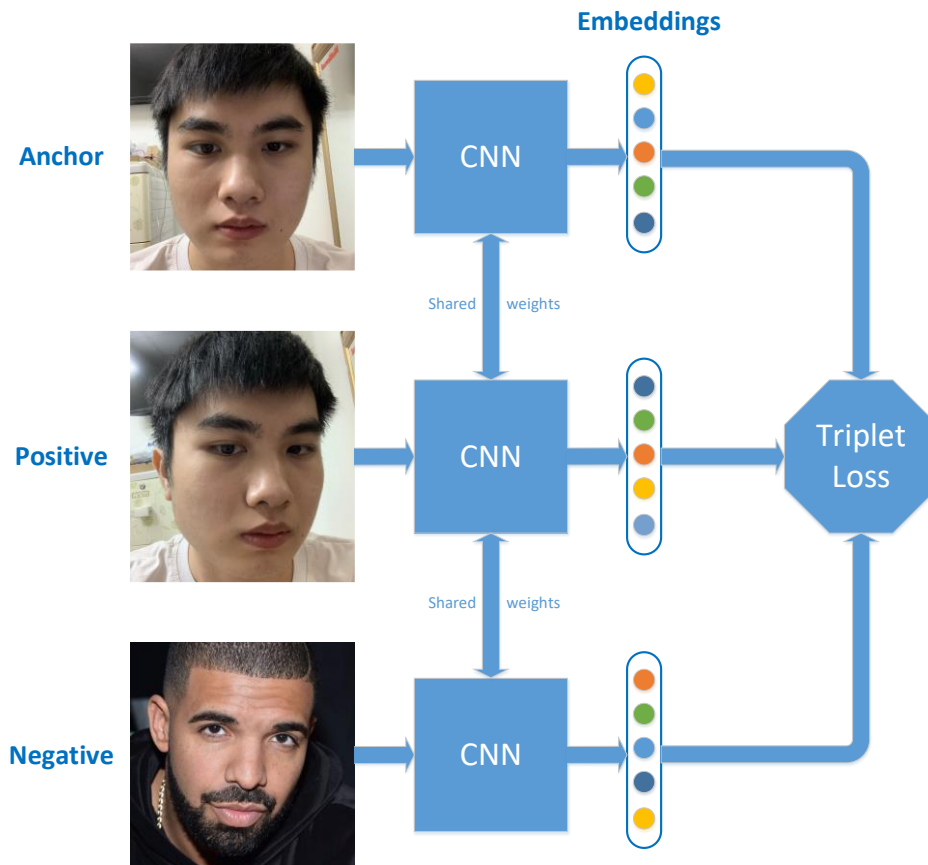 Embeddings
Anchor
CNN
Shared weights
Positive
CNN
Triplet
Loss
Shared weights
Negative
CNN